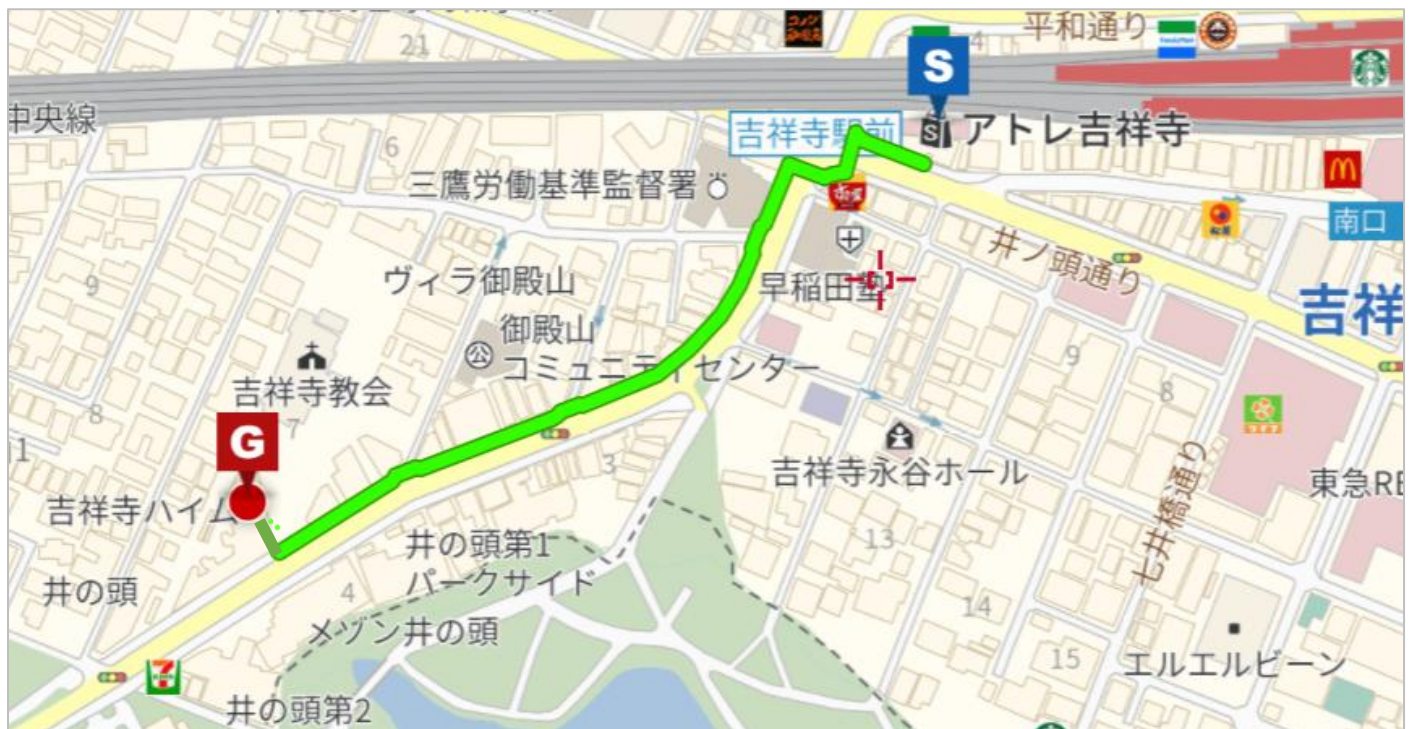 平和通り
21
4
S
中央線
吉祥寺駅前
アトレ吉祥寺
6
三鷹労働基準監督署
南口
井ノ頭通り
9
ヴィラ御殿山
早稲田塾
吉祥
御殿山
コミュニティセンター
9
吉祥寺教会
8
8
7
G
3
吉祥寺永谷ホール
七井橋通り
東急RE
吉祥寺ハイム
井の頭第1
パークサイド
13
井の頭
4
メゾン井の頭
14
15
エルエルビーン
7
井の頭第2